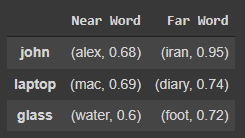 Near Word Far Word
john (alex, 0.68) (iran, 0.95)
laptop (mac, 0.69) (diary, 0.74)
glass (water, 0.6) (foot, 0.72)